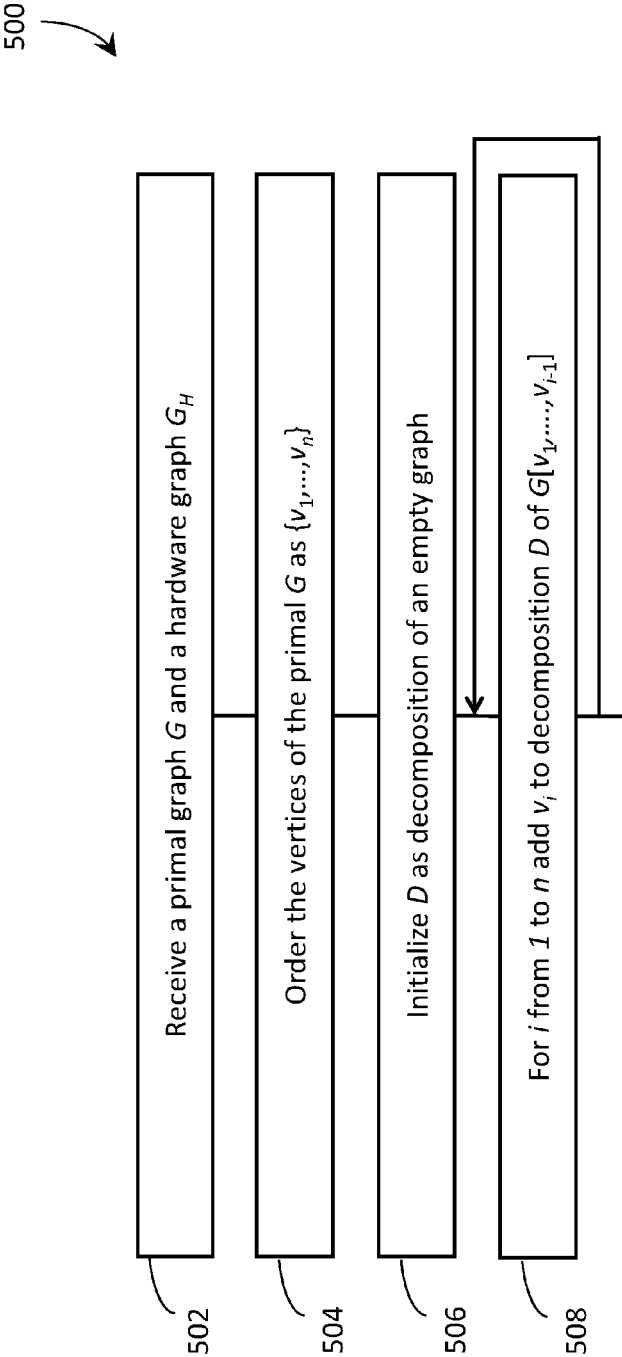 500
Receive a primal graph G and a hardware graph G_H
502
Order the vertices of the primal G as {v_1,...,v_n}
504
Initialize D as decomposition of an empty graph
506
For i from 1 to n add v_i to decomposition D of G[v_1,....,v_{i-1}]
508